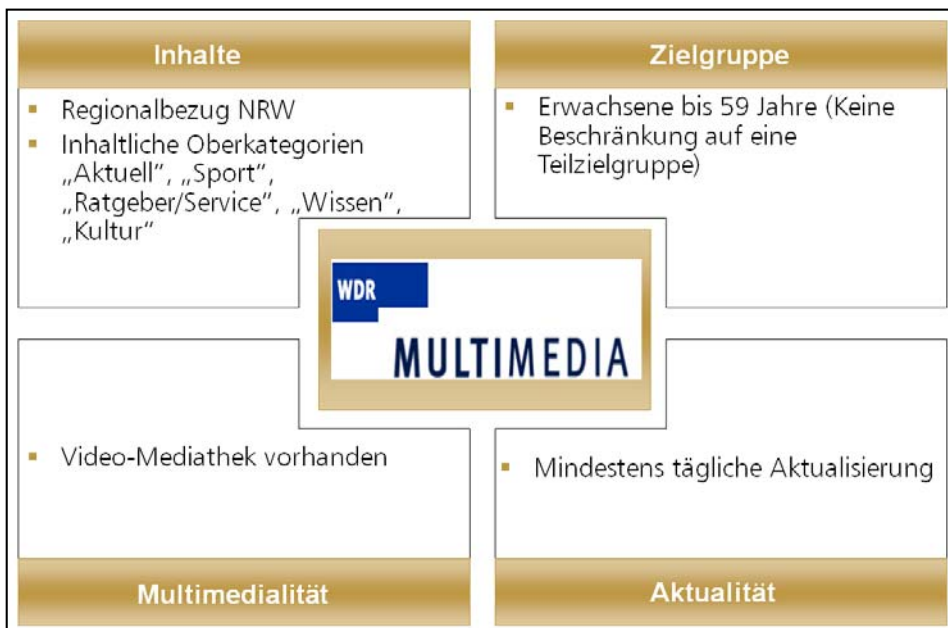 Inhalte
▪ Regionalbezug NRW
▪ Inhaltliche Oberkategorien
„Aktuell“, „Sport“,
„Ratgeber/Service“, „Wissen“,
„Kultur“
Zielgruppe
▪ Erwachsene bis 59 Jahre (Keine
Beschränkung auf eine
Teilzielgruppe)
WDR
MULTIMEDIA
▪ Video-Mediathek vorhanden
Multimedialität
▪ Mindestens tägliche Aktualisierung
Aktualität